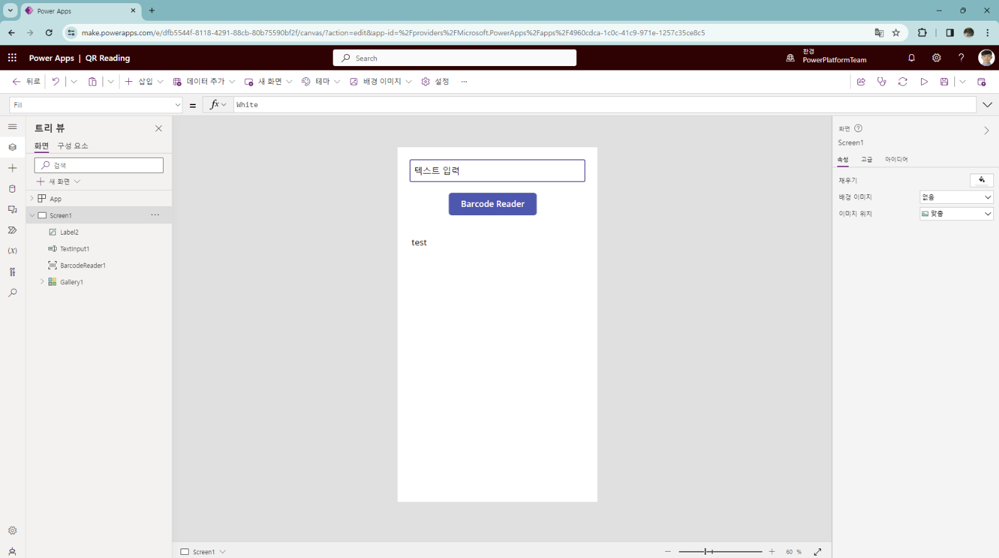 Power Apps
make.powerapps.com/e/dfb5544f-8118-4291-88cb-80b75590bf2f/canvas/?action=edit&app-id=%2Fproviders%2FMicrosoft.PowerApps%2Fapps%2F4960cdca-1c0c-41c9-971e-1257c35ce8c5
Power Apps | QR Reading
Search
환경
PowerPlatformTeam
뒤로 삽입 데이터 추가 새 화면 테마 배경 이미지 설정 ...
Fill = fx White
트리 뷰
화면 구성 요소
검색
새 화면
App
Screen1 ...
Label2
TextInput1
BarcodeReader1
Gallery1
(x)
텍스트 입력
Barcode Reader
test
화면
Screen1
속성 고급 아이디어
채우기
배경 이미지 없음
이미지 위치 맞춤
Screen1
60 %